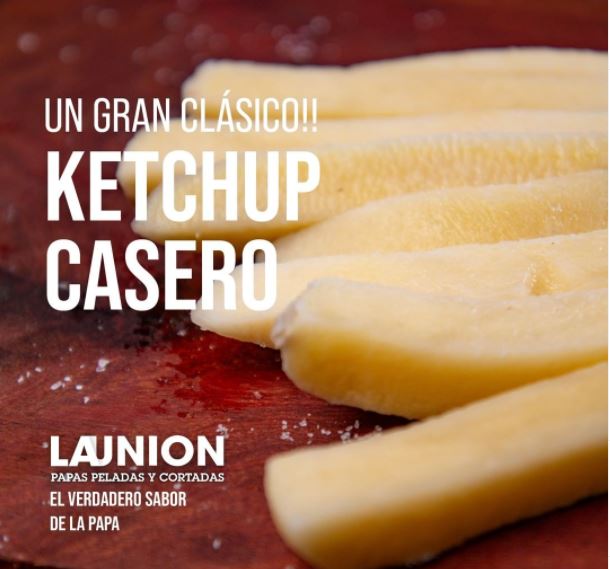 UN GRAN CLÁSICO!!
KETCHUP
CASERO
LAUNION
PAPAS PELADAS Y CORTADAS
EL VERDADERO SABOR
DE LA PAPA